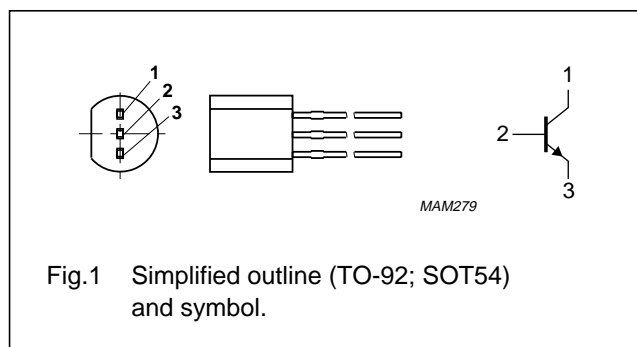 1
2
3
1
2
3
MAM279
Fig.1 Simplified outline (TO-92; SOT54)
and symbol.